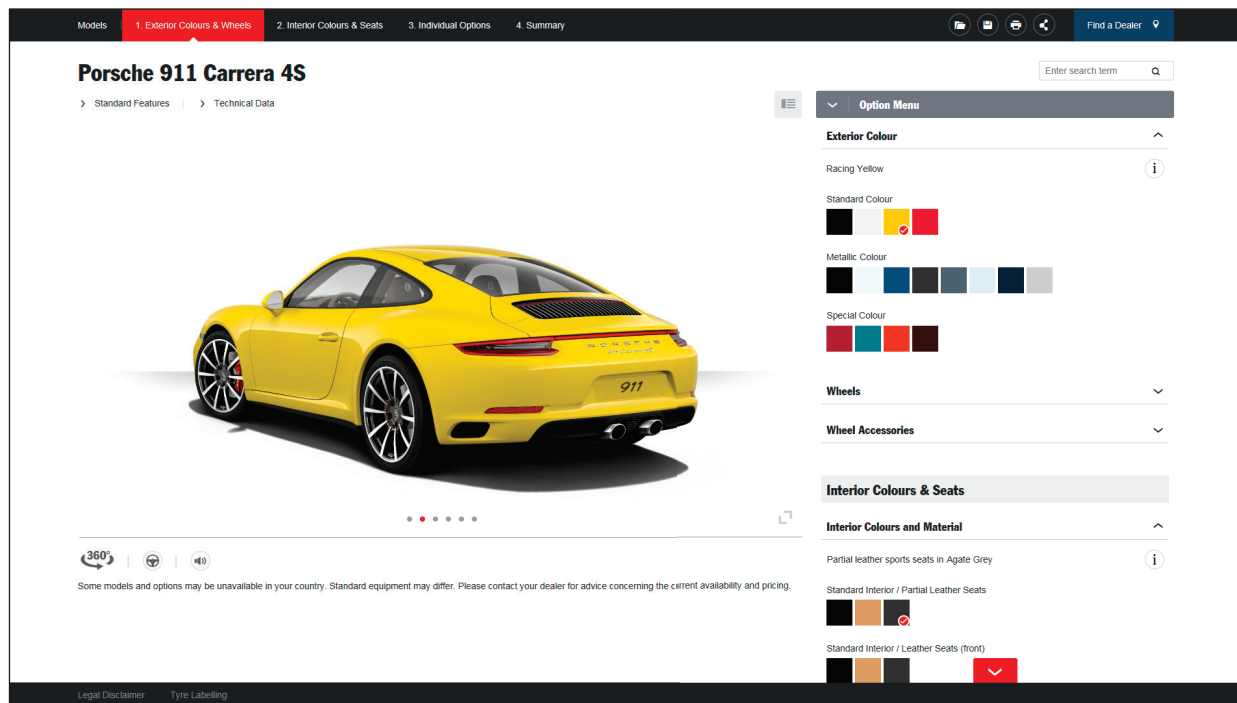 Models
1. Exterior Colours & Wheels
2. Interior Colours & Seats
3. Individual Options
4. Summary
Find a Dealer
Porsche 911 Carrera 4S
Enter search term
Standard Features
Technical Data
Option Menu
Exterior Colour
Racing Yellow
i
Standard Colour
Metallic Colour
Special Colour
PORSCHE
911 Carrera 4S
911
Wheels
Wheel Accessories
Interior Colours & Seats
Interior Colours and Material
360°
Partial leather sports seats in Agate Grey
i
Some models and options may be unavailable in your country. Standard equipment may differ. Please contact your dealer for advice concerning the current availability and pricing.
Standard Interior / Partial Leather Seats
Standard Interior / Leather Seats (front)
Legal Disclaimer
Tyre Labelling